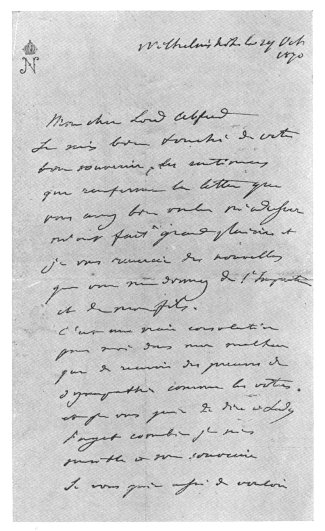 N
Wilhelmshöhe le 29 Oct
1870
Mon cher Lord Alfred
Je suis bien touché de votre
bon souvenir, les
que renferme la lettre que
vous avez bien voulu m'adresser
m'ont fait grand plaisir et
je vous remercie des nouvelles
que vous me donnez de l'Impératrice
et de mon fils.
C'est une vraie consolation
pour moi dans mon malheur
que de recevoir des preuves de
sympathie comme les votres.
vous prie de dire à Lady
Paget combien je suis
sensible à son souvenir
Je vous prie aussi de vouloir